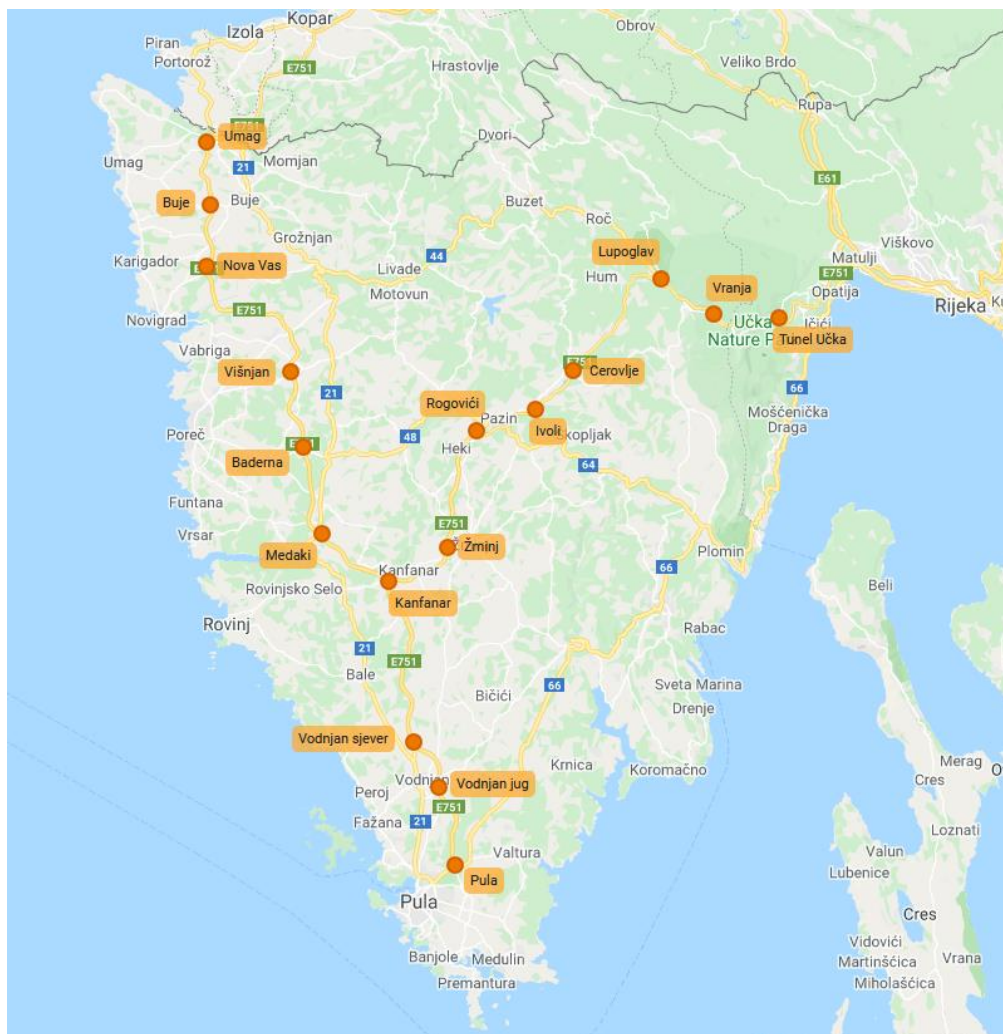 Kopar
Obrov
Izola
Piran
Portorož
E751
Hrastovlje
Veliko Brdo
Rupa
E751
Umag
Dvori
Umag
21
Momjan
E61
Buje
Buje
Buzet
Roč
Grožnjan
Viškovo
44
Lupoglav
Matulji
Karigador
Nova Vas
Livade
Hum
E751
Motovun
Opatija
Vranja
Rijeka
Novigrad
E751
Učka
Ičići
Nature P
Tunel Učka
Vabriga
E751
Višnjan
Cerovlje
21
66
Rogovići
Pazin
Mošćenička
Draga
Poreč
48
Ivoli
Heki
Baderna
64
Funtana
Vrsar
E751
Medaki
Žminj
Plomin
Kanfanar
66
Rovinjsko Selo
Kanfanar
Beli
Rovinj
Rabac
21
E751
Bale
66
Sveta Marina
Bičići
Drenje
Vodnjan sjever
Krnica
Merag
Koromačno
Vodnjan
Vodnjan jug
Cres
Peroj
E751
Fažana
21
Loznati
Valtura
Valun
Pula
Lubenice
Pula
Cres
Banjole
Medulin
Vidovići
Martinšćica
Vrana
Premantura
Miholašćica